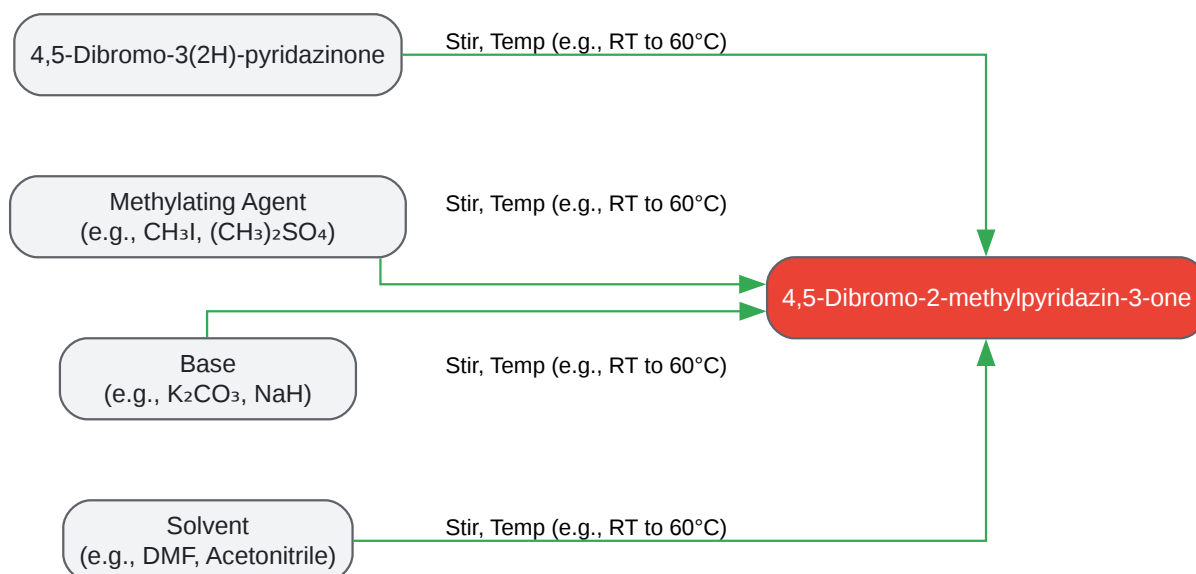 4,5-Dibromo-3(2H)-pyridazinone
Stir, Temp (e.g., RT to 60°C)
Methylating Agent
(e.g., CH₃I, (CH₃)₂SO₄)
Stir, Temp (e.g., RT to 60°C)
4,5-Dibromo-2-methylpyridazin-3-one
Base
(e.g., K₂CO₃, NaH)
Stir, Temp (e.g., RT to 60°C)
Solvent
(e.g., DMF, Acetonitrile)
Stir, Temp (e.g., RT to 60°C)